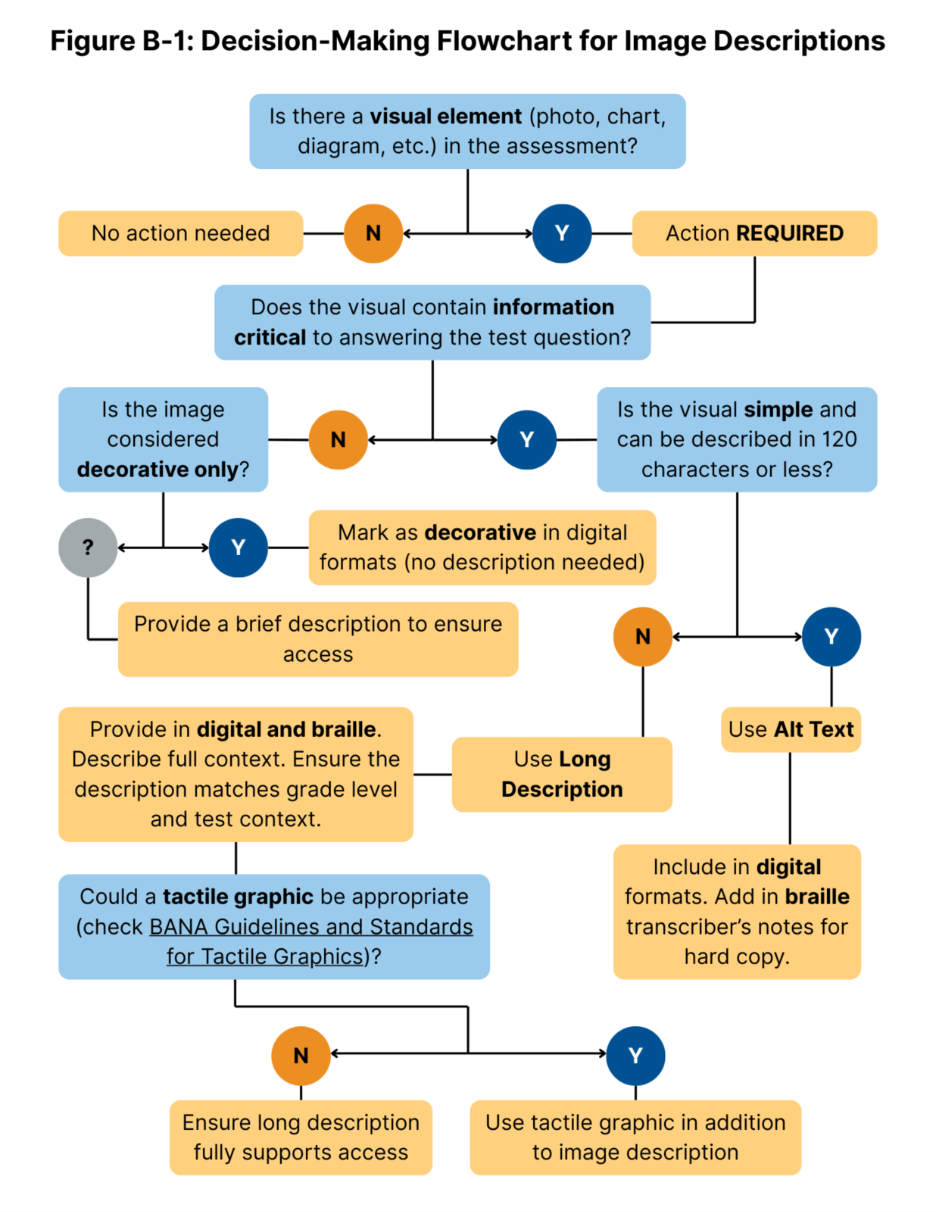 Figure B-1: Decision-Making Flowchart for Image Descriptions
Is there a visual element (photo, chart,
diagram, etc.) in the assessment?
No action needed
N
Y
Action REQUIRED
Does the visual contain information
critical to answering the test question?
Is the image
considered
decorative only?
N
Y
Is the visual simple and
can be described in 120
characters or less?
?
Y
Mark as decorative in digital
formats (no description needed)
Provide a brief description to ensure
access
N
Y
Provide in digital and braille.
Describe full context. Ensure the
description matches grade level
and test context.
Use Long
Description
Use Alt Text
Include in digital
formats. Add in braille
transcriber’s notes for
hard copy.
Could a tactile graphic be appropriate
(check BANA Guidelines and Standards
for Tactile Graphics)?
N
Y
Ensure long description
fully supports access
Use tactile graphic in addition
to image description